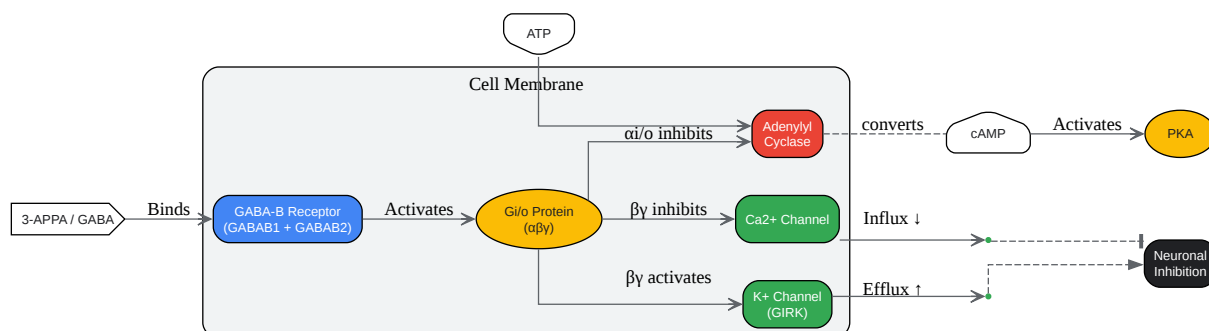 ATP
Cell Membrane
Adenylyl
Cyclase
αi/o inhibits
converts
cAMP
Activates
PKA
3-APPA / GABA
Binds
GABA-B Receptor
(GABAB1 + GABAB2)
Activates
Gi/o Protein
(αβγ)
βγ inhibits
Ca2+ Channel
Influx ↓
Neuronal
Inhibition
βγ activates
K+ Channel
(GIRK)
Efflux ↑